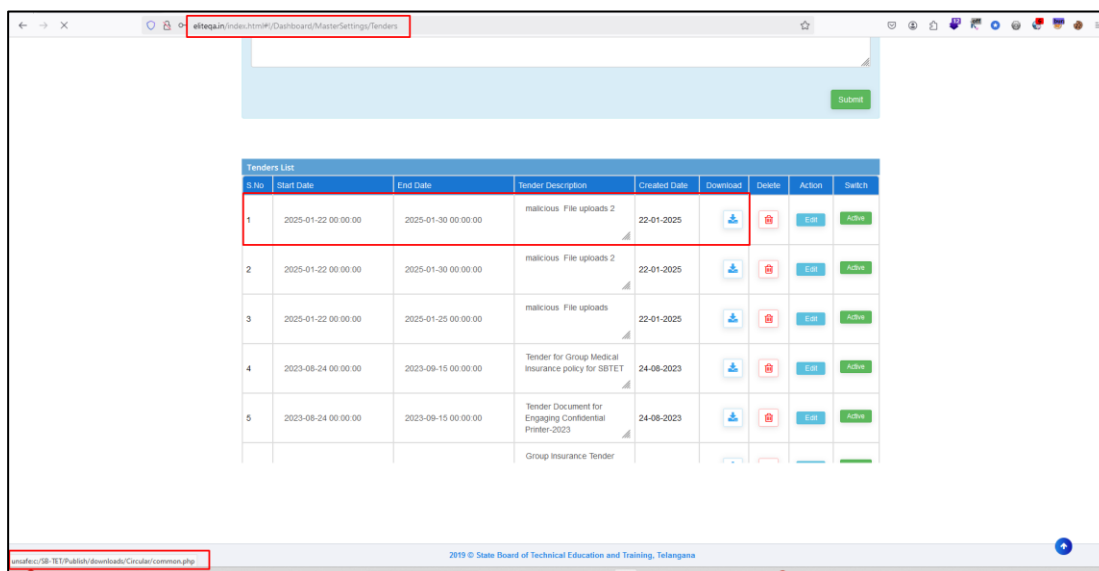 eliteqa.in/index.html#!/Dashboard/MasterSettings/Tenders
Submit
Tenders List
S.No Start Date End Date Tender Description Created Date Download Delete Action Switch
1 2025-01-22 00:00:00 2025-01-30 00:00:00 malicious File uploads 2 22-01-2025 Edit Active
2 2025-01-22 00:00:00 2025-01-30 00:00:00 malicious File uploads 2 22-01-2025 Edit Active
3 2025-01-22 00:00:00 2025-01-25 00:00:00 malicious File uploads 22-01-2025 Edit Active
Tender for Group Medical
4 2023-08-24 00:00:00 2023-09-15 00:00:00 Insurance policy for SBTET 24-08-2023 Edit Active
Tender Document for
5 2023-08-24 00:00:00 2023-09-15 00:00:00 Engaging Confidential 24-08-2023 Edit Active
Printer-2023
Group Insurance Tender
2019 © State Board of Technical Education and Training, Telangana
unsafe:c:/SB-TET/Publish/downloads/Circular/common.php